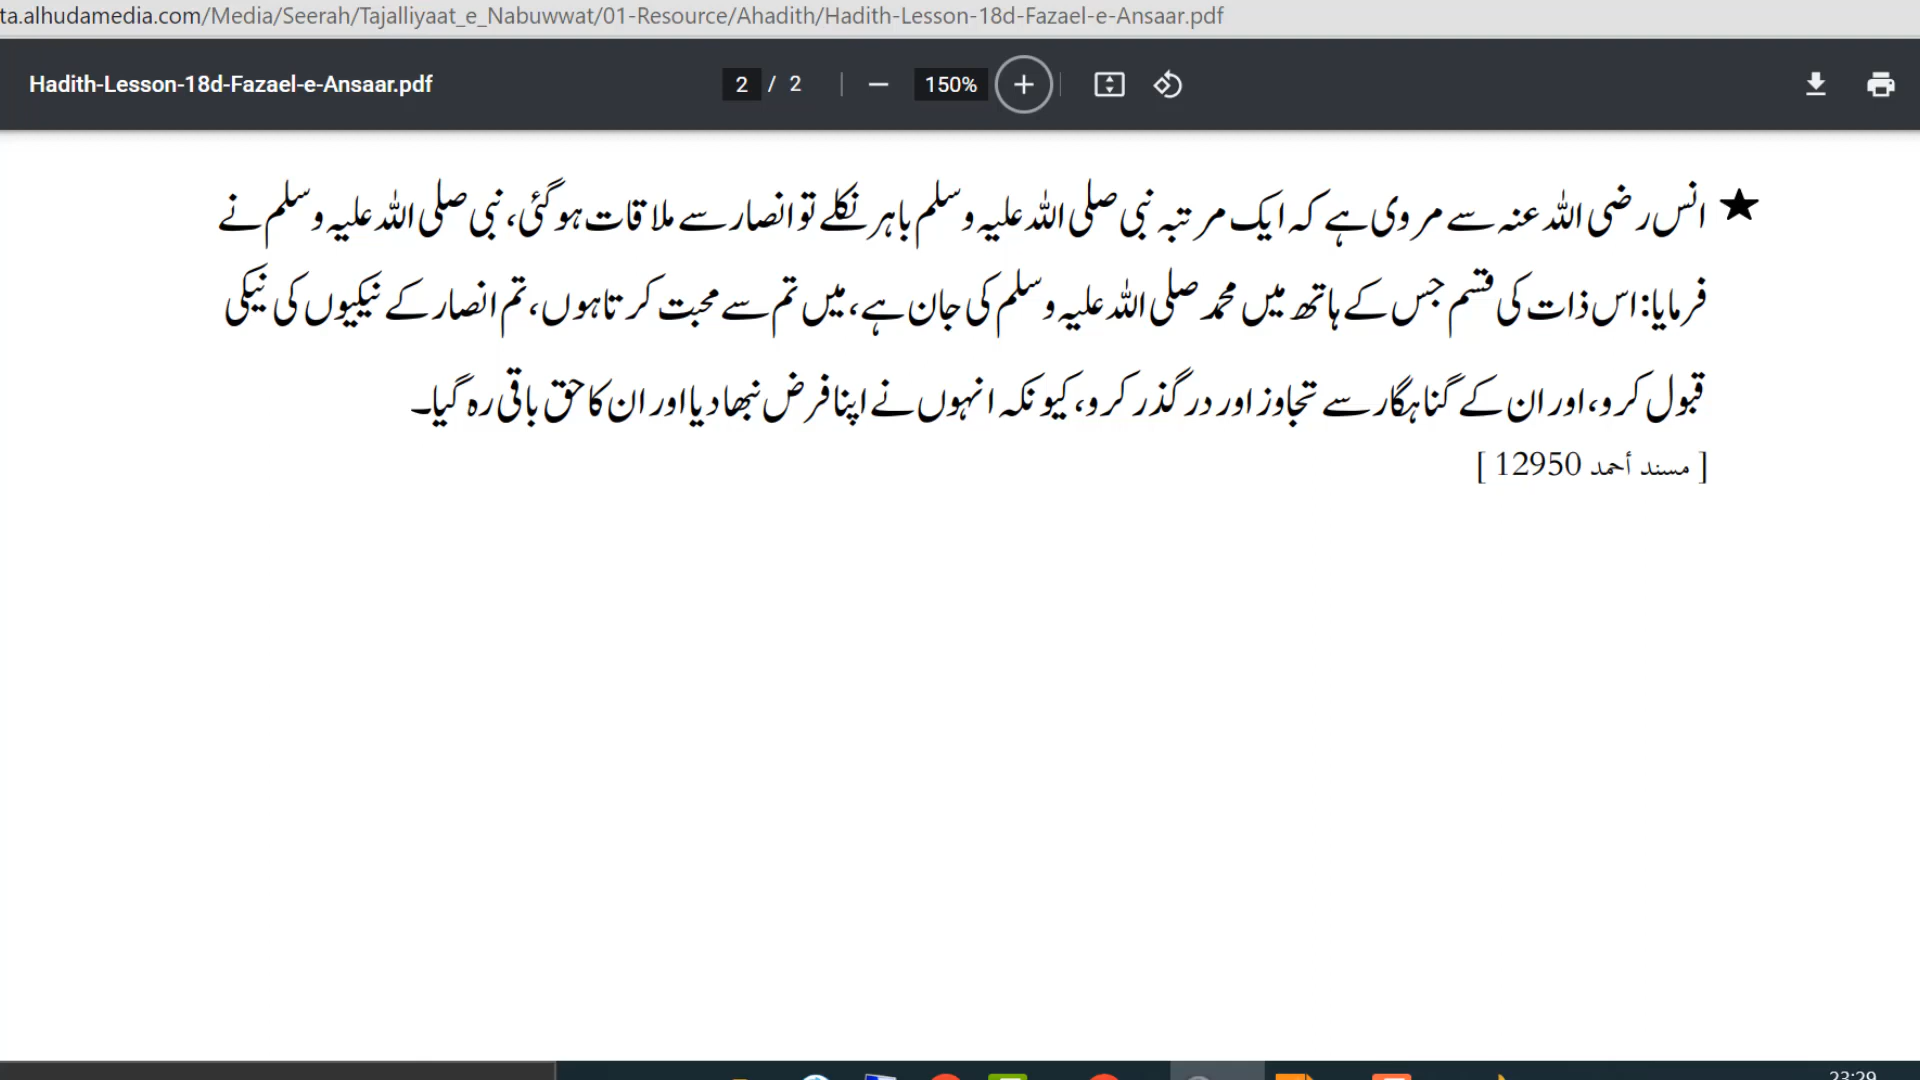 ta.alhudamedia.com/Media/Seerah/Tajalliyaat_e_Nabuwwat/01-Resource/Ahadith/Hadith-Lesson-18d-Fazael-e-Ansaar.pdf
Hadith-Lesson-18d-Fazael-e-Ansaar.pdf 2 / 2 150%
★ انس رضی اللہ عنہ سے مروی ہے کہ ایک مرتبہ نبی صلی اللہ علیہ وسلم باہر نکلے تو انصار سے ملاقات ہوگئی، نبی صلی اللہ علیہ وسلم نے
فرمایا: اس ذات کی قسم جس کے ہاتھ میں محمد صلی اللہ علیہ وسلم کی جان ہے، میں تم سے محبت کرتا ہوں، تم انصار کے نیکیوں کی نیکی
قبول کرو، اور ان کے گناہگار سے تجاوز اور درگذر کرو، کیونکہ انہوں نے اپنا فرض نبھا دیا اور ان کا حق باقی رہ گیا۔
[ مسند أحمد 12950 ]
23:29